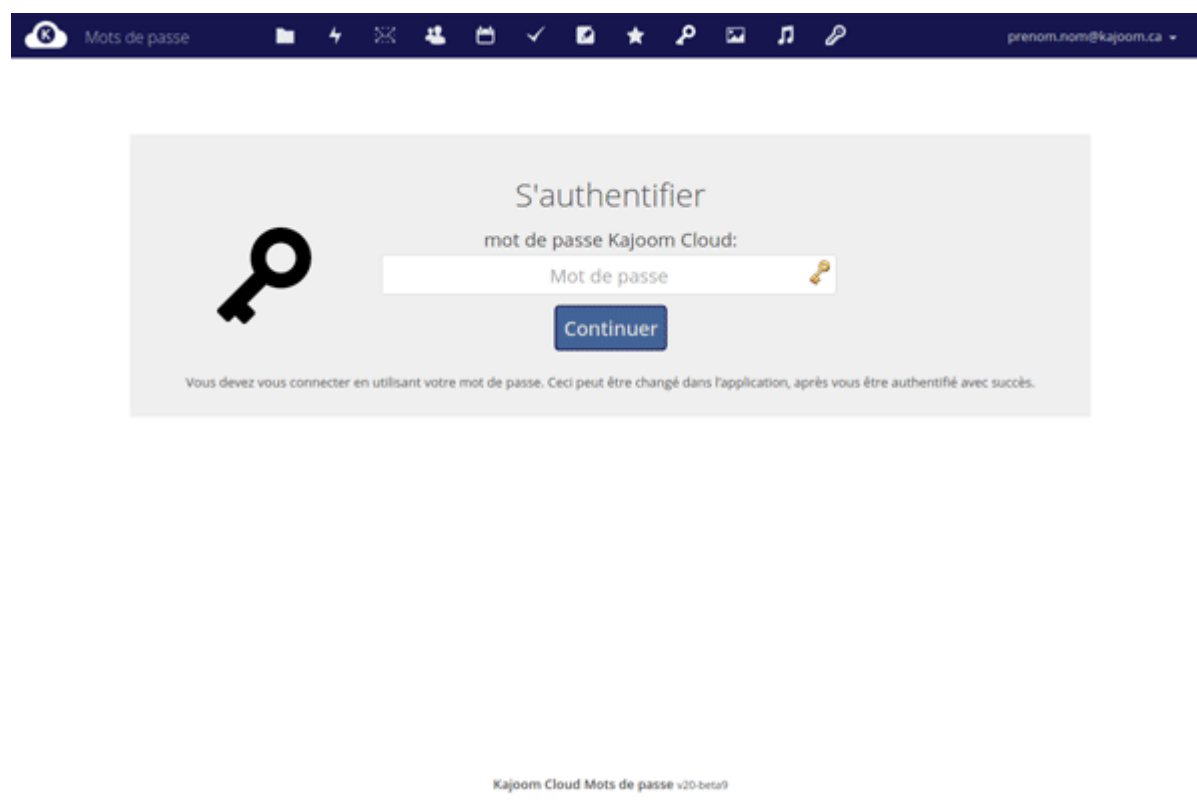 K Mots de passe prenom.nom@kajoom.ca
S'authentifier
mot de passe Kajoom Cloud:
Mot de passe
Continuer
Vous devez vous connecter en utilisant votre mot de passe. Ceci peut être changé dans l'application, après vous être authentifié avec succès.
Kajoom Cloud Mots de passe v20-beta9